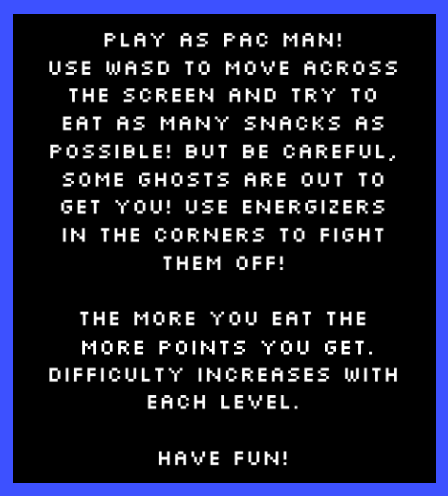 PLAY AS PAC MAN!
USE WASD TO MOVE ACROSS
THE SCREEN AND TRY TO
EAT AS MANY SNACKS AS
POSSIBLE! BUT BE CAREFUL,
SOME GHOSTS ARE OUT TO
GET YOU! USE ENERGIZERS
IN THE CORNERS TO FIGHT
THEM OFF!
THE MORE YOU EAT THE
MORE POINTS YOU GET.
DIFFICULTY INCREASES WITH
EACH LEVEL.
HAVE FUN!